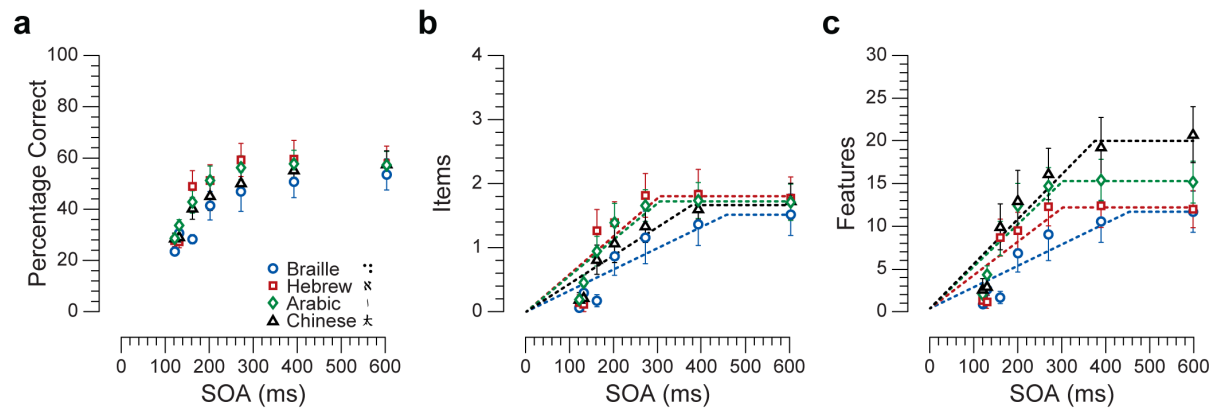 a
Percentage Correct
100
80
60
40
20
0
0 100 200 300 400 500 600
SOA (ms)
Braille
Hebrew א
Arabic ا
Chinese 大
b
Items
4
3
2
1
0
0 100 200 300 400 500 600
SOA (ms)
c
Features
30
25
20
15
10
5
0
0 100 200 300 400 500 600
SOA (ms)